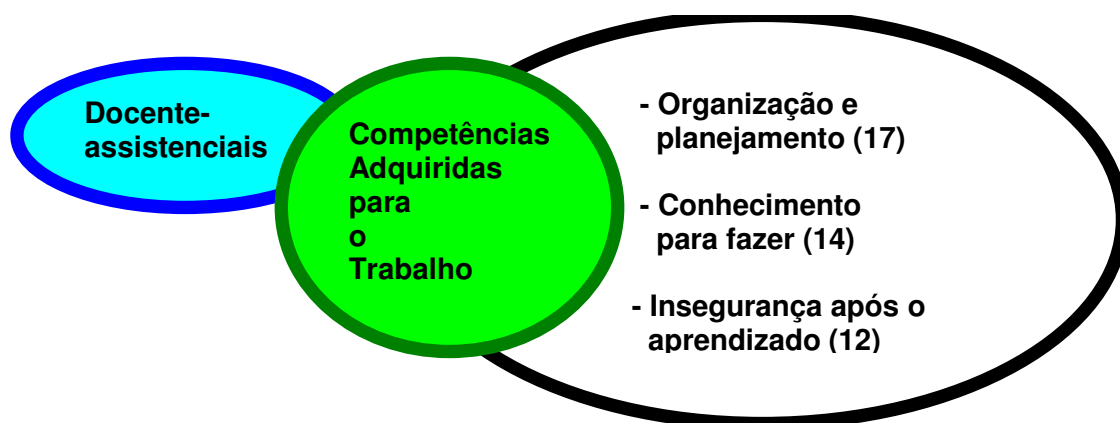 Docente-
assistenciais
Competências
Adquiridas
para
o
Trabalho
- Organização e
planejamento (17)
- Conhecimento
para fazer (14)
- Insegurança após o
aprendizado (12)